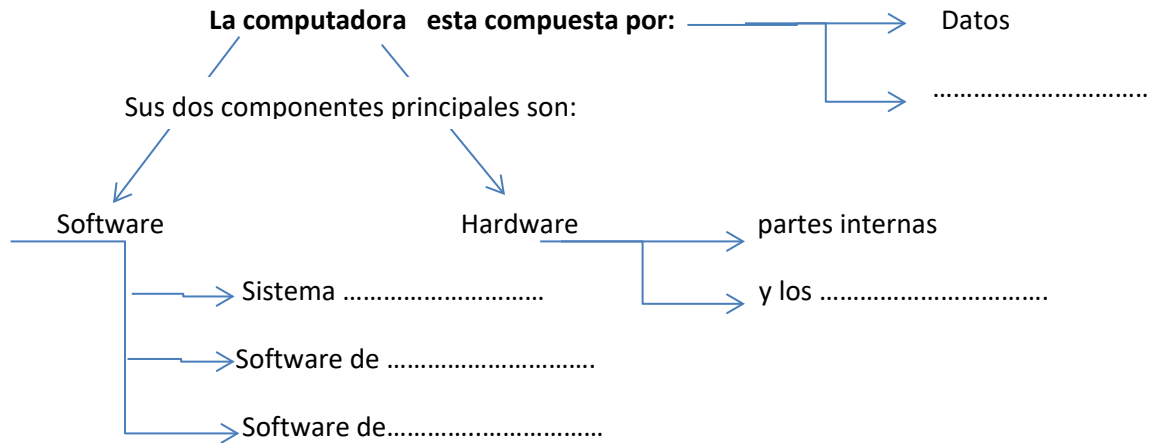 La computadora esta compuesta por: Datos
…………………………..
Sus dos componentes principales son:
Software Hardware partes internas
Sistema ………………………… y los …………………………….
Software de ………………………….
Software de…………..………………